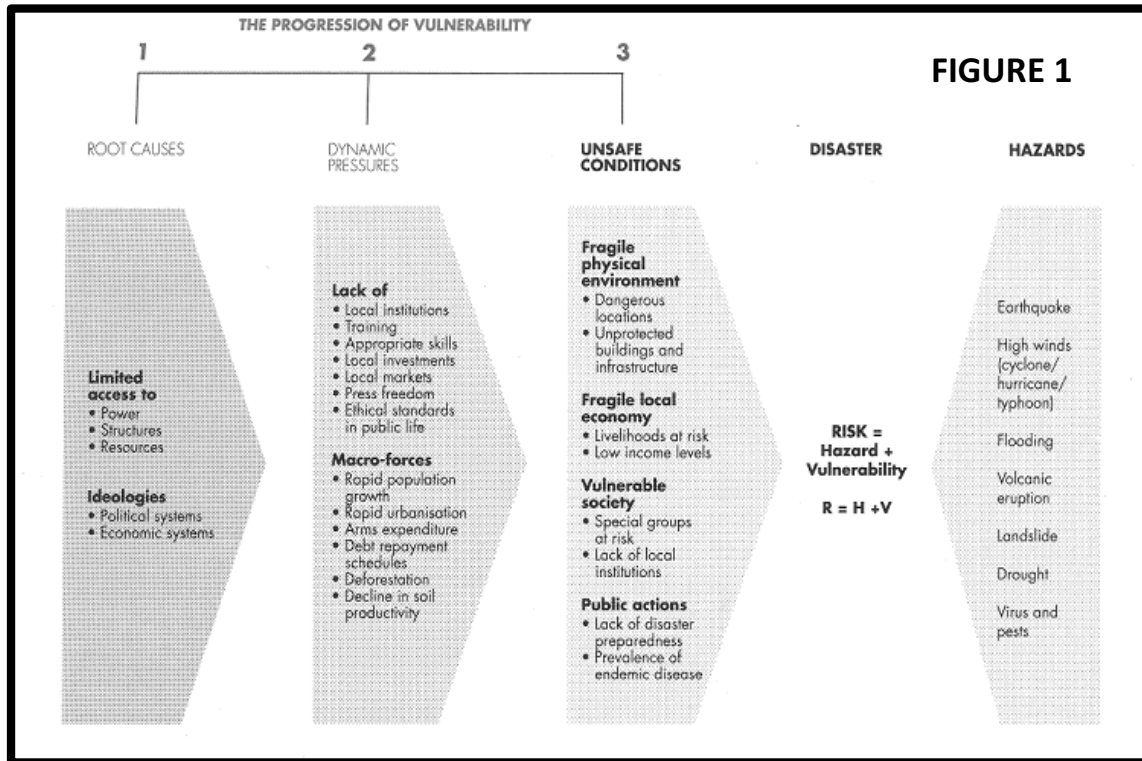 THE PROGRESSION OF VULNERABILITY
1
2
3
FIGURE 1
ROOT CAUSES
DYNAMIC
PRESSURES
UNSAFE
CONDITIONS
DISASTER
HAZARDS
Limited
access to
• Power
• Structures
• Resources
Ideologies
• Political systems
• Economic systems
Lack of
• Local institutions
• Training
• Appropriate skills
• Local investments
• Local markets
• Press freedom
• Ethical standards
in public life
Macro-forces
• Rapid population
growth
• Rapid urbanisation
• Arms expenditure
• Debt repayment
schedules
• Deforestation
• Decline in soil
productivity
Fragile
physical
environment
• Dangerous
locations
• Unprotected
buildings and
infrastructure
Fragile local
economy
• Livelihoods at risk
• Low income levels
Vulnerable
society
• Special groups
at risk
• Lack of local
institutions
Public actions
• Lack of disaster
preparedness
• Prevalence of
endemic disease
RISK =
Hazard +
Vulnerability
R = H +V
Earthquake
High winds
(cyclone/
hurricane/
typhoon)
Flooding
Volcanic
eruption
Landslide
Drought
Virus and
pests